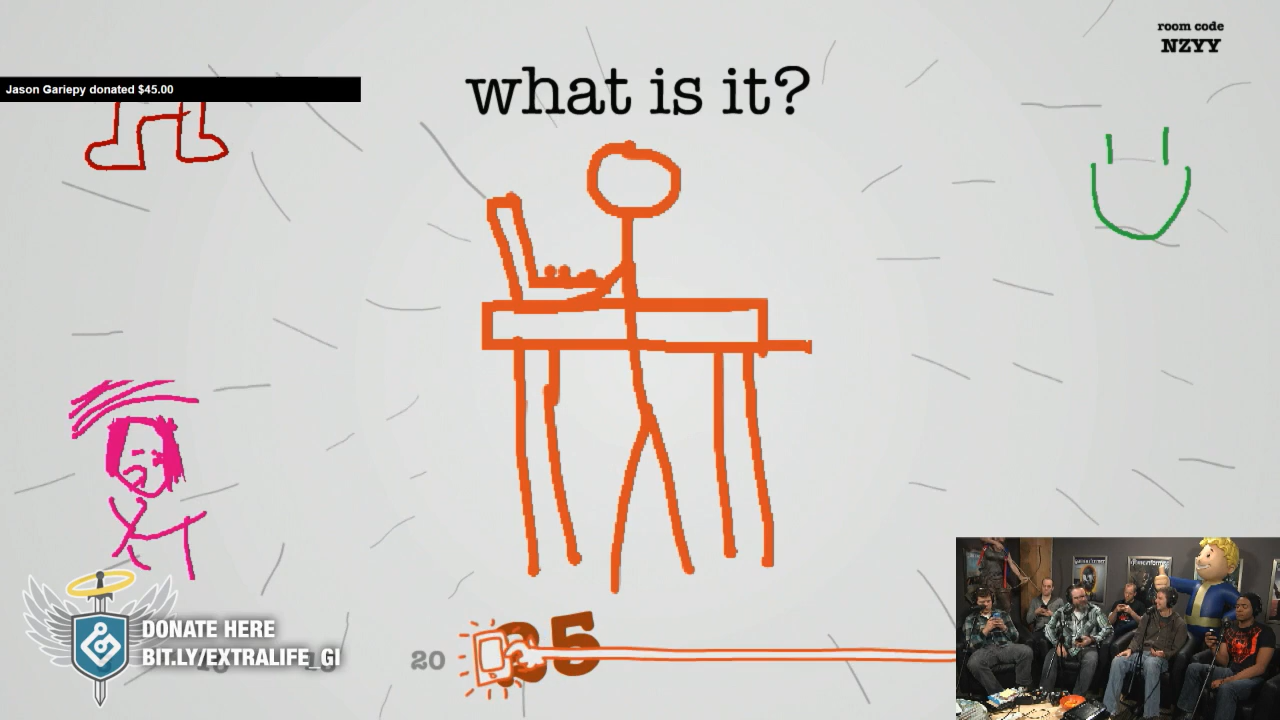 room code
NZYY
Jason Gariepy donated $45.00
what is it?
DONATE HERE
BIT.LY/EXTRALIFE_GI
20